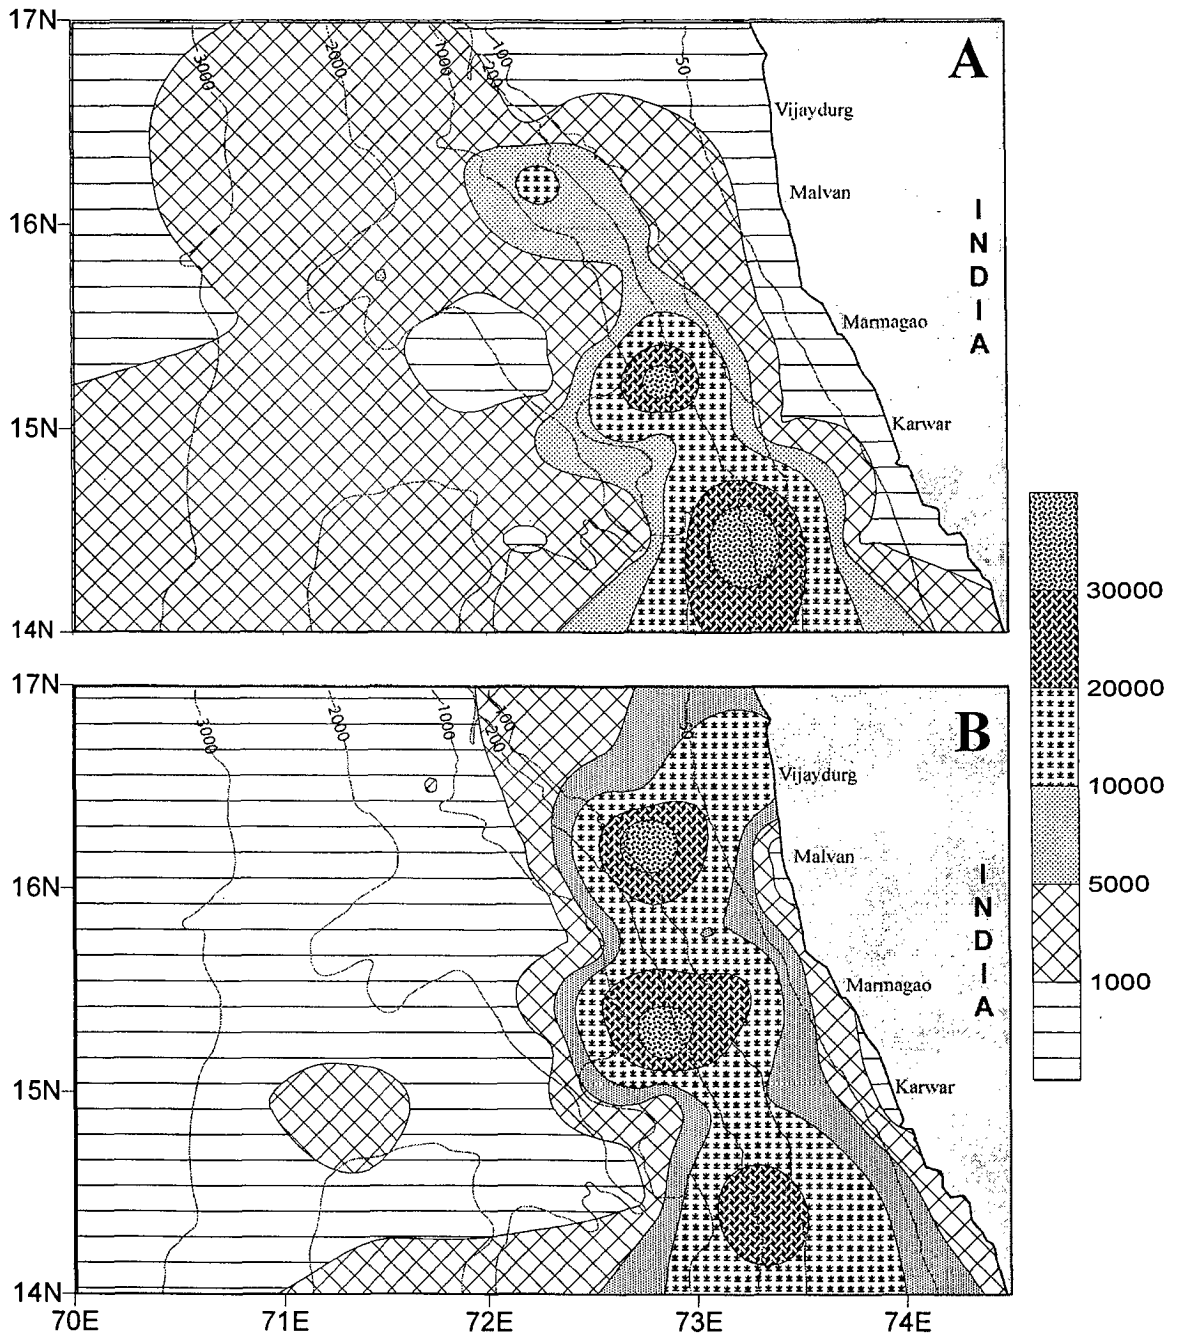 17N
A
3000
2000
1000
100
200
50
Vijaydurg
Malvan
16N
I
N
D
I
A
Marmagao
15N
Karwar
14N
30000
20000
10000
5000
1000
17N
B
3000
2000
1000
100
200
50
Vijaydurg
Malvan
16N
I
N
D
I
A
Marmagao
15N
Karwar
14N
70E
71E
72E
73E
74E